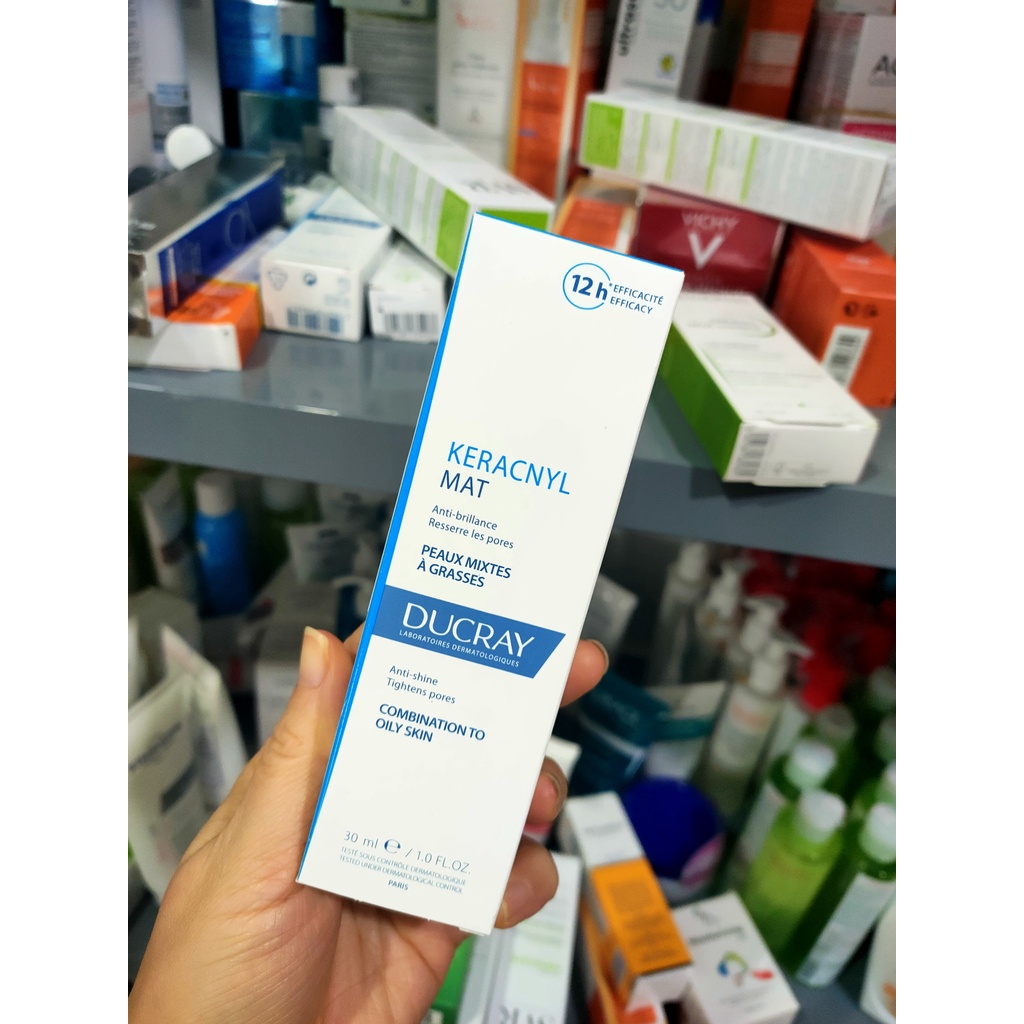 12 h*
EFFICACITÉ
EFFICACY
KERACNYL
MAT
Anti-brillance
Resserre les pores
PEAUX MIXTES
À GRASSES
DUCRAY
LABORATOIRES DERMATOLOGIQUES
Anti-shine
Tightens pores
COMBINATION TO
OILY SKIN
30 ml ℮ / 1.0 FL.OZ.
TESTÉ SOUS CONTRÔLE DERMATOLOGIQUE
TESTED UNDER DERMATOLOGICAL CONTROL
PARIS
VICHY
V